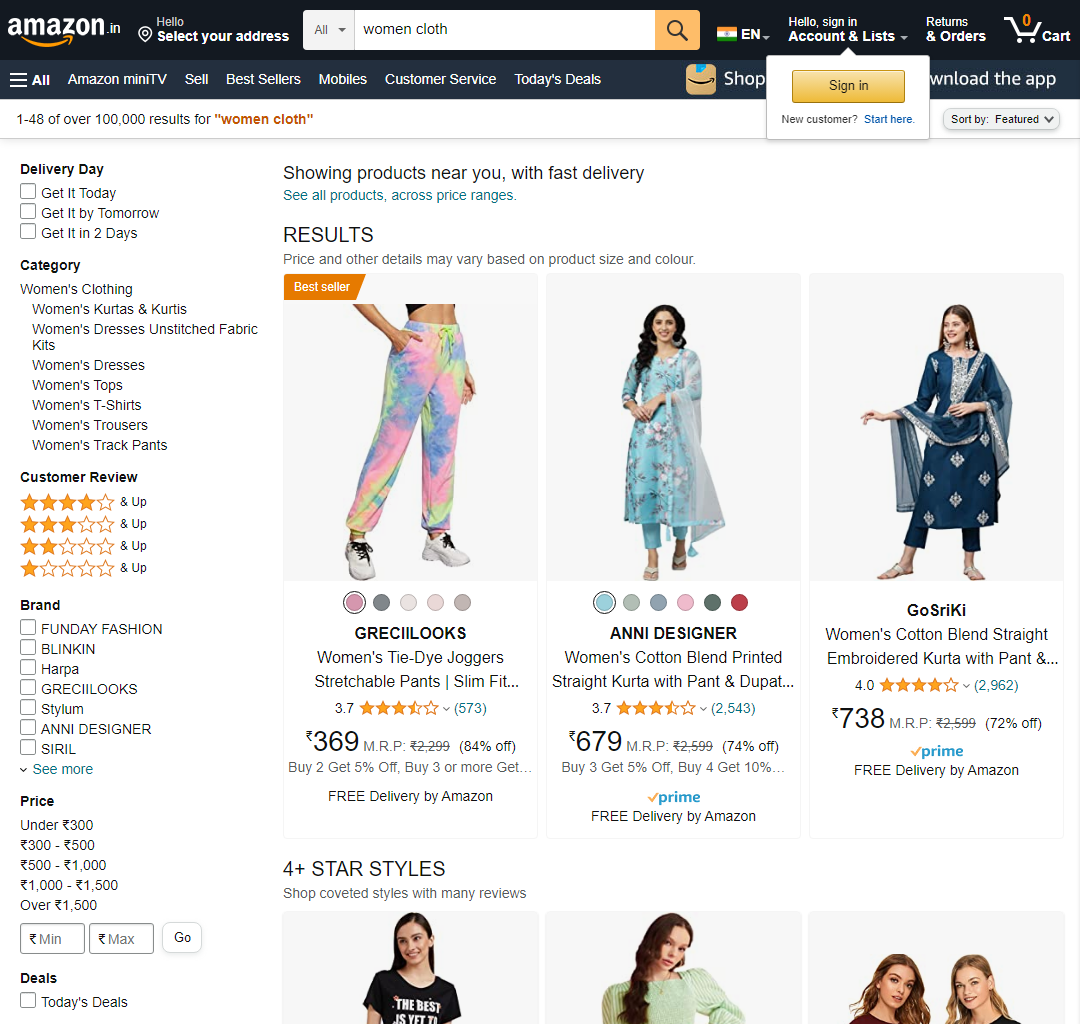 amazon.in
Hello
Select your address
All
women cloth
EN
Hello, sign in
Account & Lists
Returns
& Orders
0
Cart
All
Amazon miniTV
Sell
Best Sellers
Mobiles
Customer Service
Today's Deals
Shop
wnload the app
Sign in
New customer? Start here.
1-48 of over 100,000 results for "women cloth"
Sort by: Featured
Delivery Day
Get It Today
Get It by Tomorrow
Get It in 2 Days
Category
Women's Clothing
Women's Kurtas & Kurtis
Women's Dresses Unstitched Fabric
Kits
Women's Dresses
Women's Tops
Women's T-Shirts
Women's Trousers
Women's Track Pants
Customer Review
& Up
& Up
& Up
& Up
Brand
FUNDAY FASHION
BLINKIN
Harpa
GRECIILOOKS
Stylum
ANNI DESIGNER
SIRIL
See more
Price
Under ₹300
₹300 - ₹500
₹500 - ₹1,000
₹1,000 - ₹1,500
Over ₹1,500
₹ Min
₹ Max
Go
Deals
Today's Deals
Showing products near you, with fast delivery
See all products, across price ranges.
RESULTS
Price and other details may vary based on product size and colour.
Best seller
GRECIILOOKS
Women's Tie-Dye Joggers
Stretchable Pants | Slim Fit...
3.7 (573)
₹369 M.R.P: ₹2,299 (84% off)
Buy 2 Get 5% Off, Buy 3 or more Get...
FREE Delivery by Amazon
ANNI DESIGNER
Women's Cotton Blend Printed
Straight Kurta with Pant & Dupat...
3.7 (2,543)
₹679 M.R.P: ₹2,599 (74% off)
Buy 3 Get 5% Off, Buy 4 Get 10%...
prime
FREE Delivery by Amazon
GoSriKi
Women's Cotton Blend Straight
Embroidered Kurta with Pant &...
4.0 (2,962)
₹738 M.R.P: ₹2,599 (72% off)
prime
FREE Delivery by Amazon
4+ STAR STYLES
Shop coveted styles with many reviews
THE BEST
IS YET TO